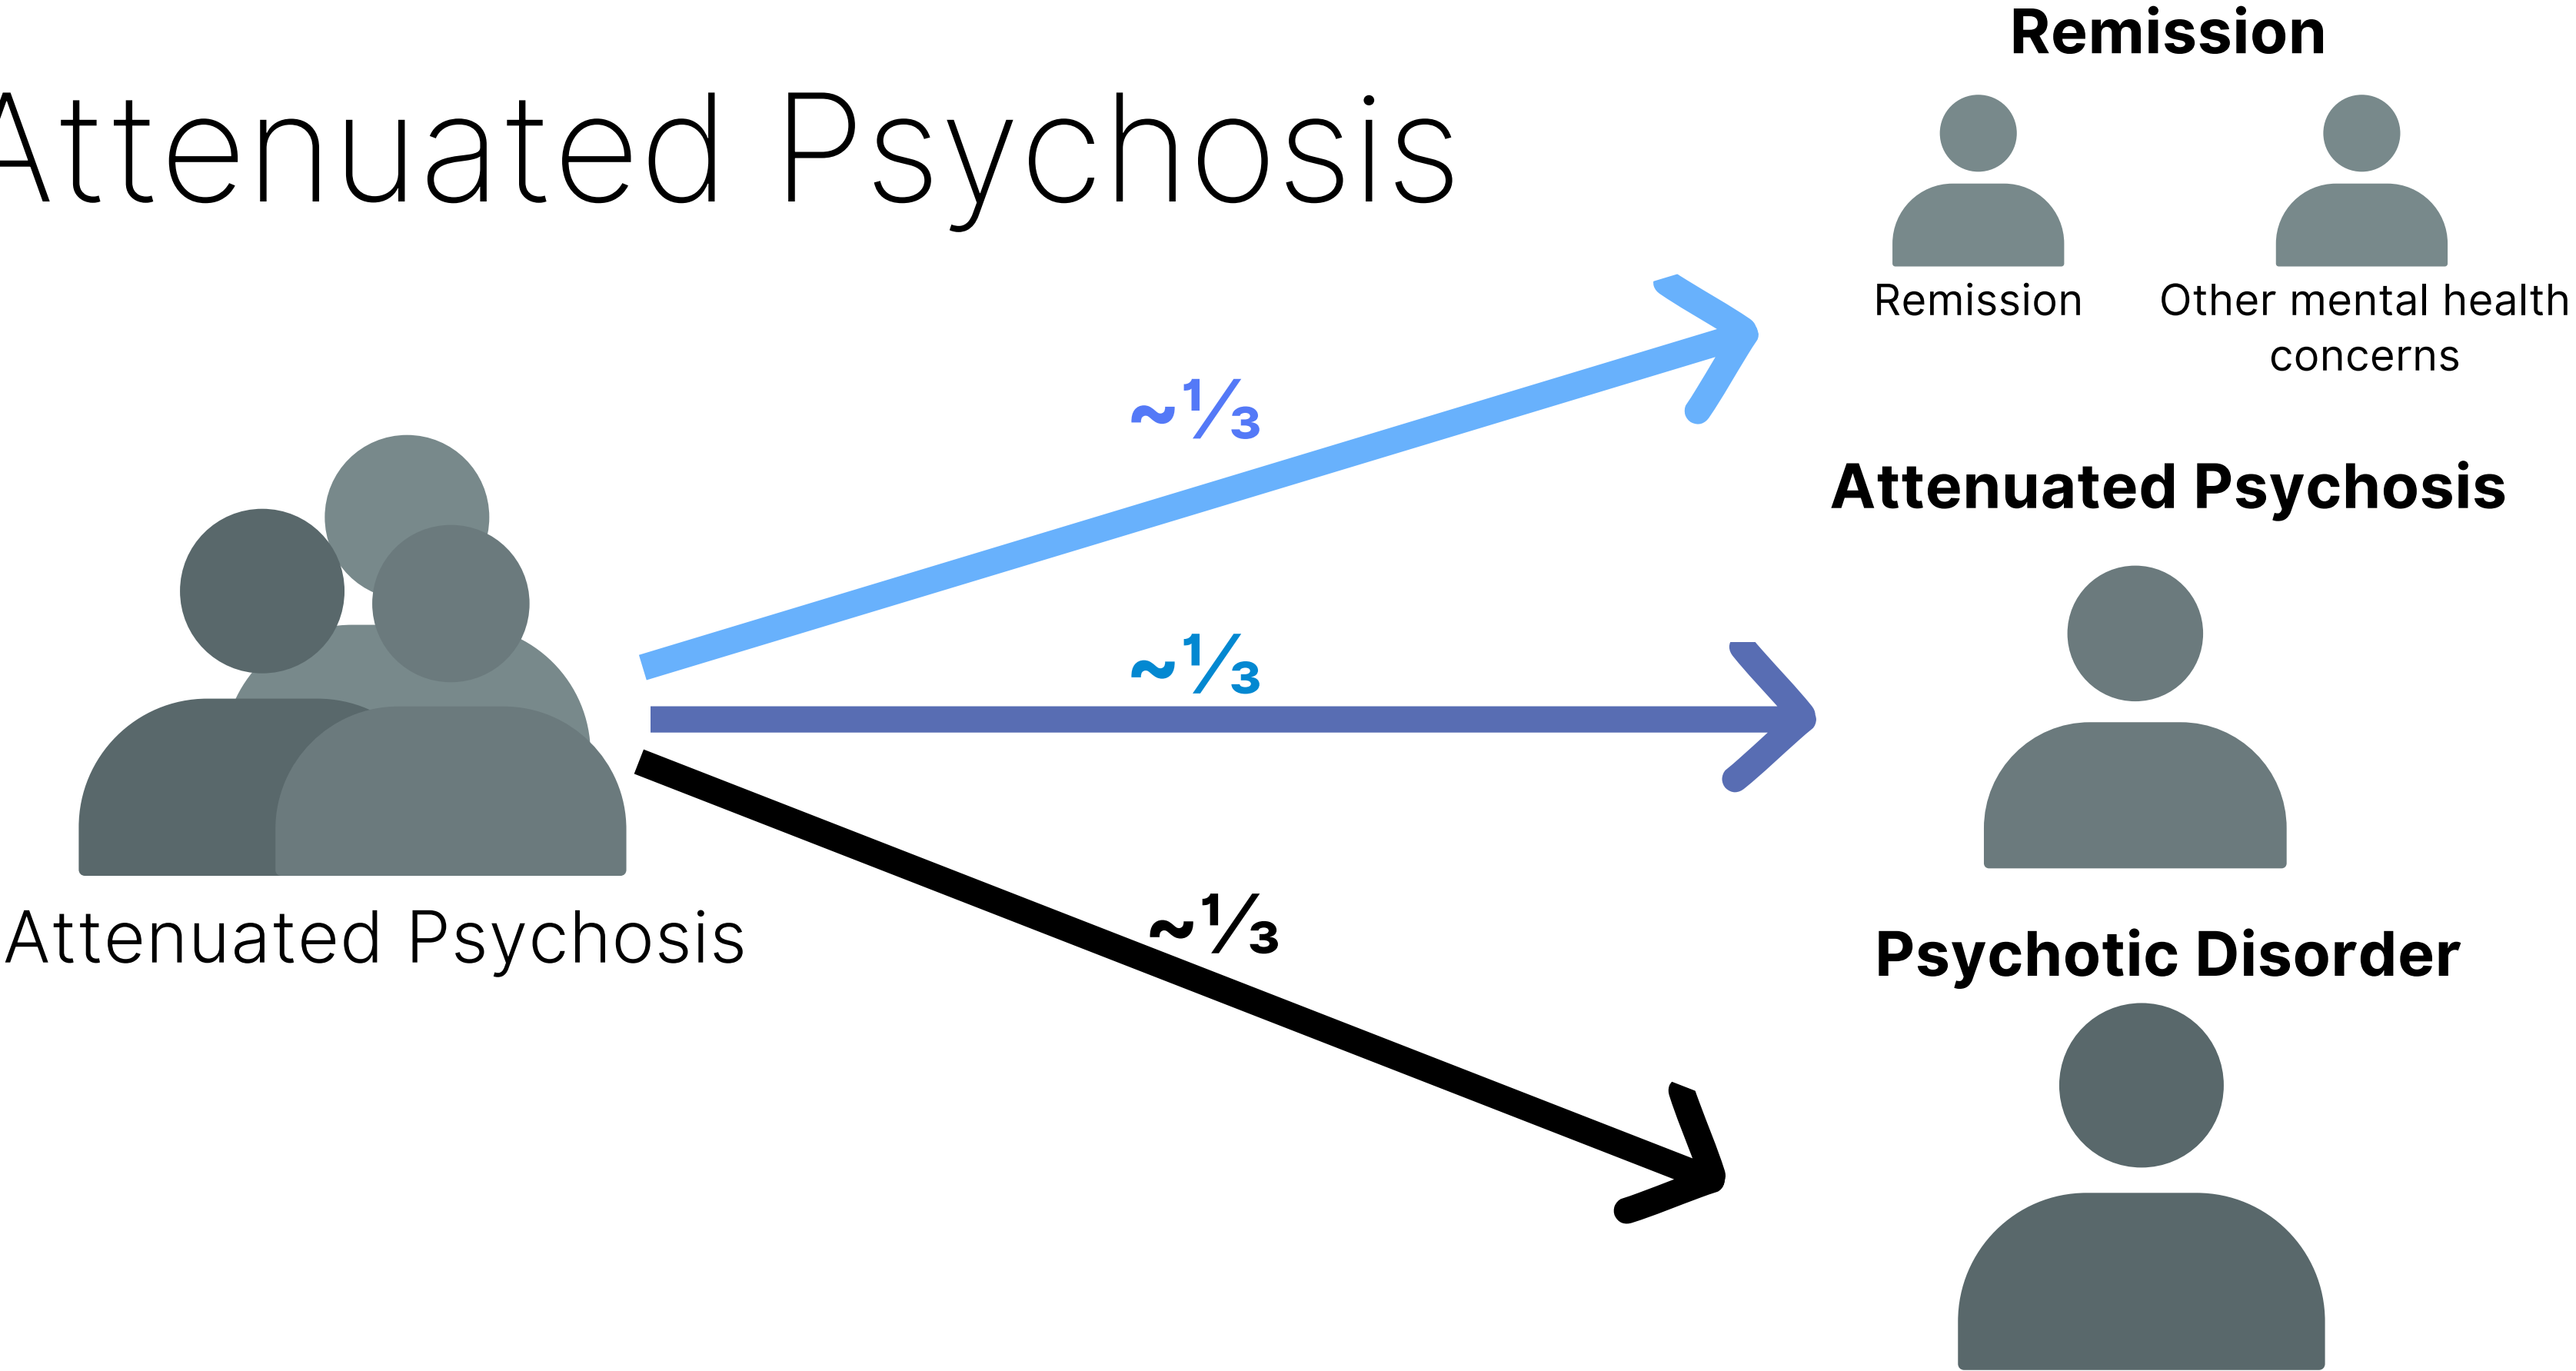 Attenuated Psychosis
Remission
Remission
Other mental health
concerns
~⅓
Attenuated Psychosis
~⅓
~⅓
Attenuated Psychosis
Psychotic Disorder